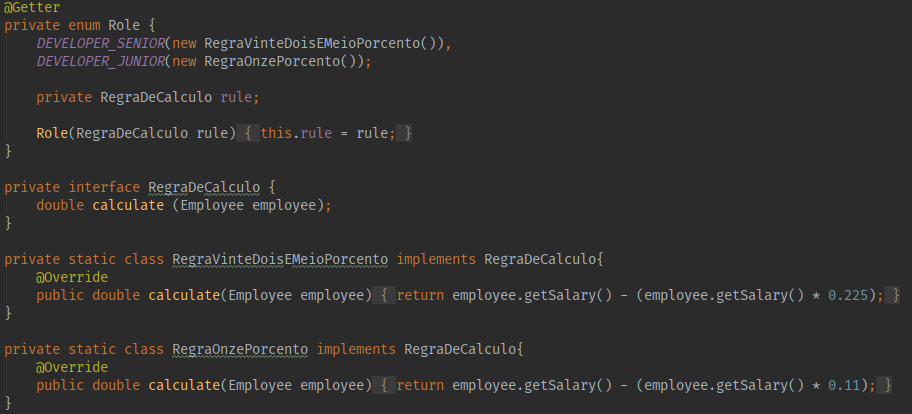 @Getter
private enum Role {
    DEVELOPER_SENIOR(new RegraVinteDoisEMeioPorcento()),
    DEVELOPER_JUNIOR(new RegraOnzePorcento());

    private RegraDeCalculo rule;

    Role(RegraDeCalculo rule) { this.rule = rule; }
}

private interface RegraDeCalculo {
    double calculate (Employee employee);
}

private static class RegraVinteDoisEMeioPorcento implements RegraDeCalculo{
    @Override
    public double calculate(Employee employee) { return employee.getSalary() - (employee.getSalary() * 0.225); }
}

private static class RegraOnzePorcento implements RegraDeCalculo{
    @Override
    public double calculate(Employee employee) { return employee.getSalary() - (employee.getSalary() * 0.11); }
}